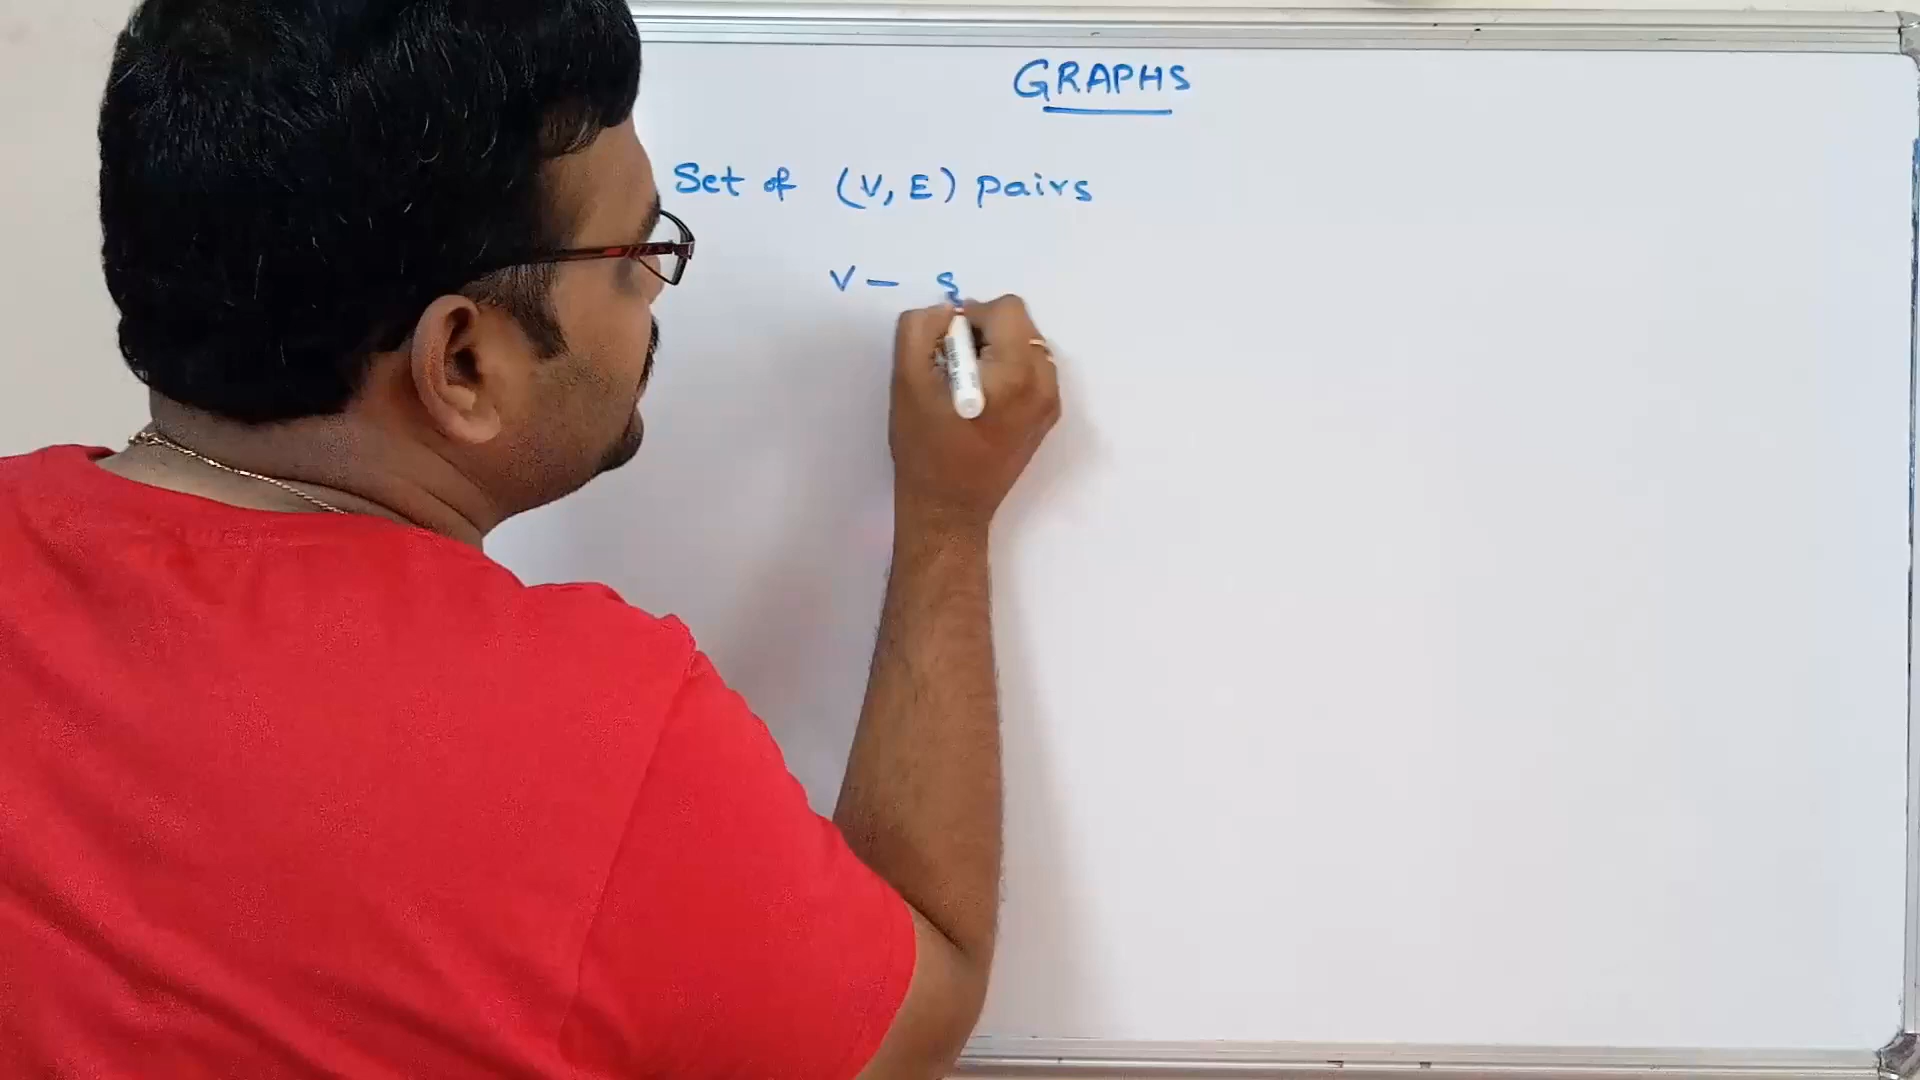 GRAPHS
Set of (V, E) pairs
V - S